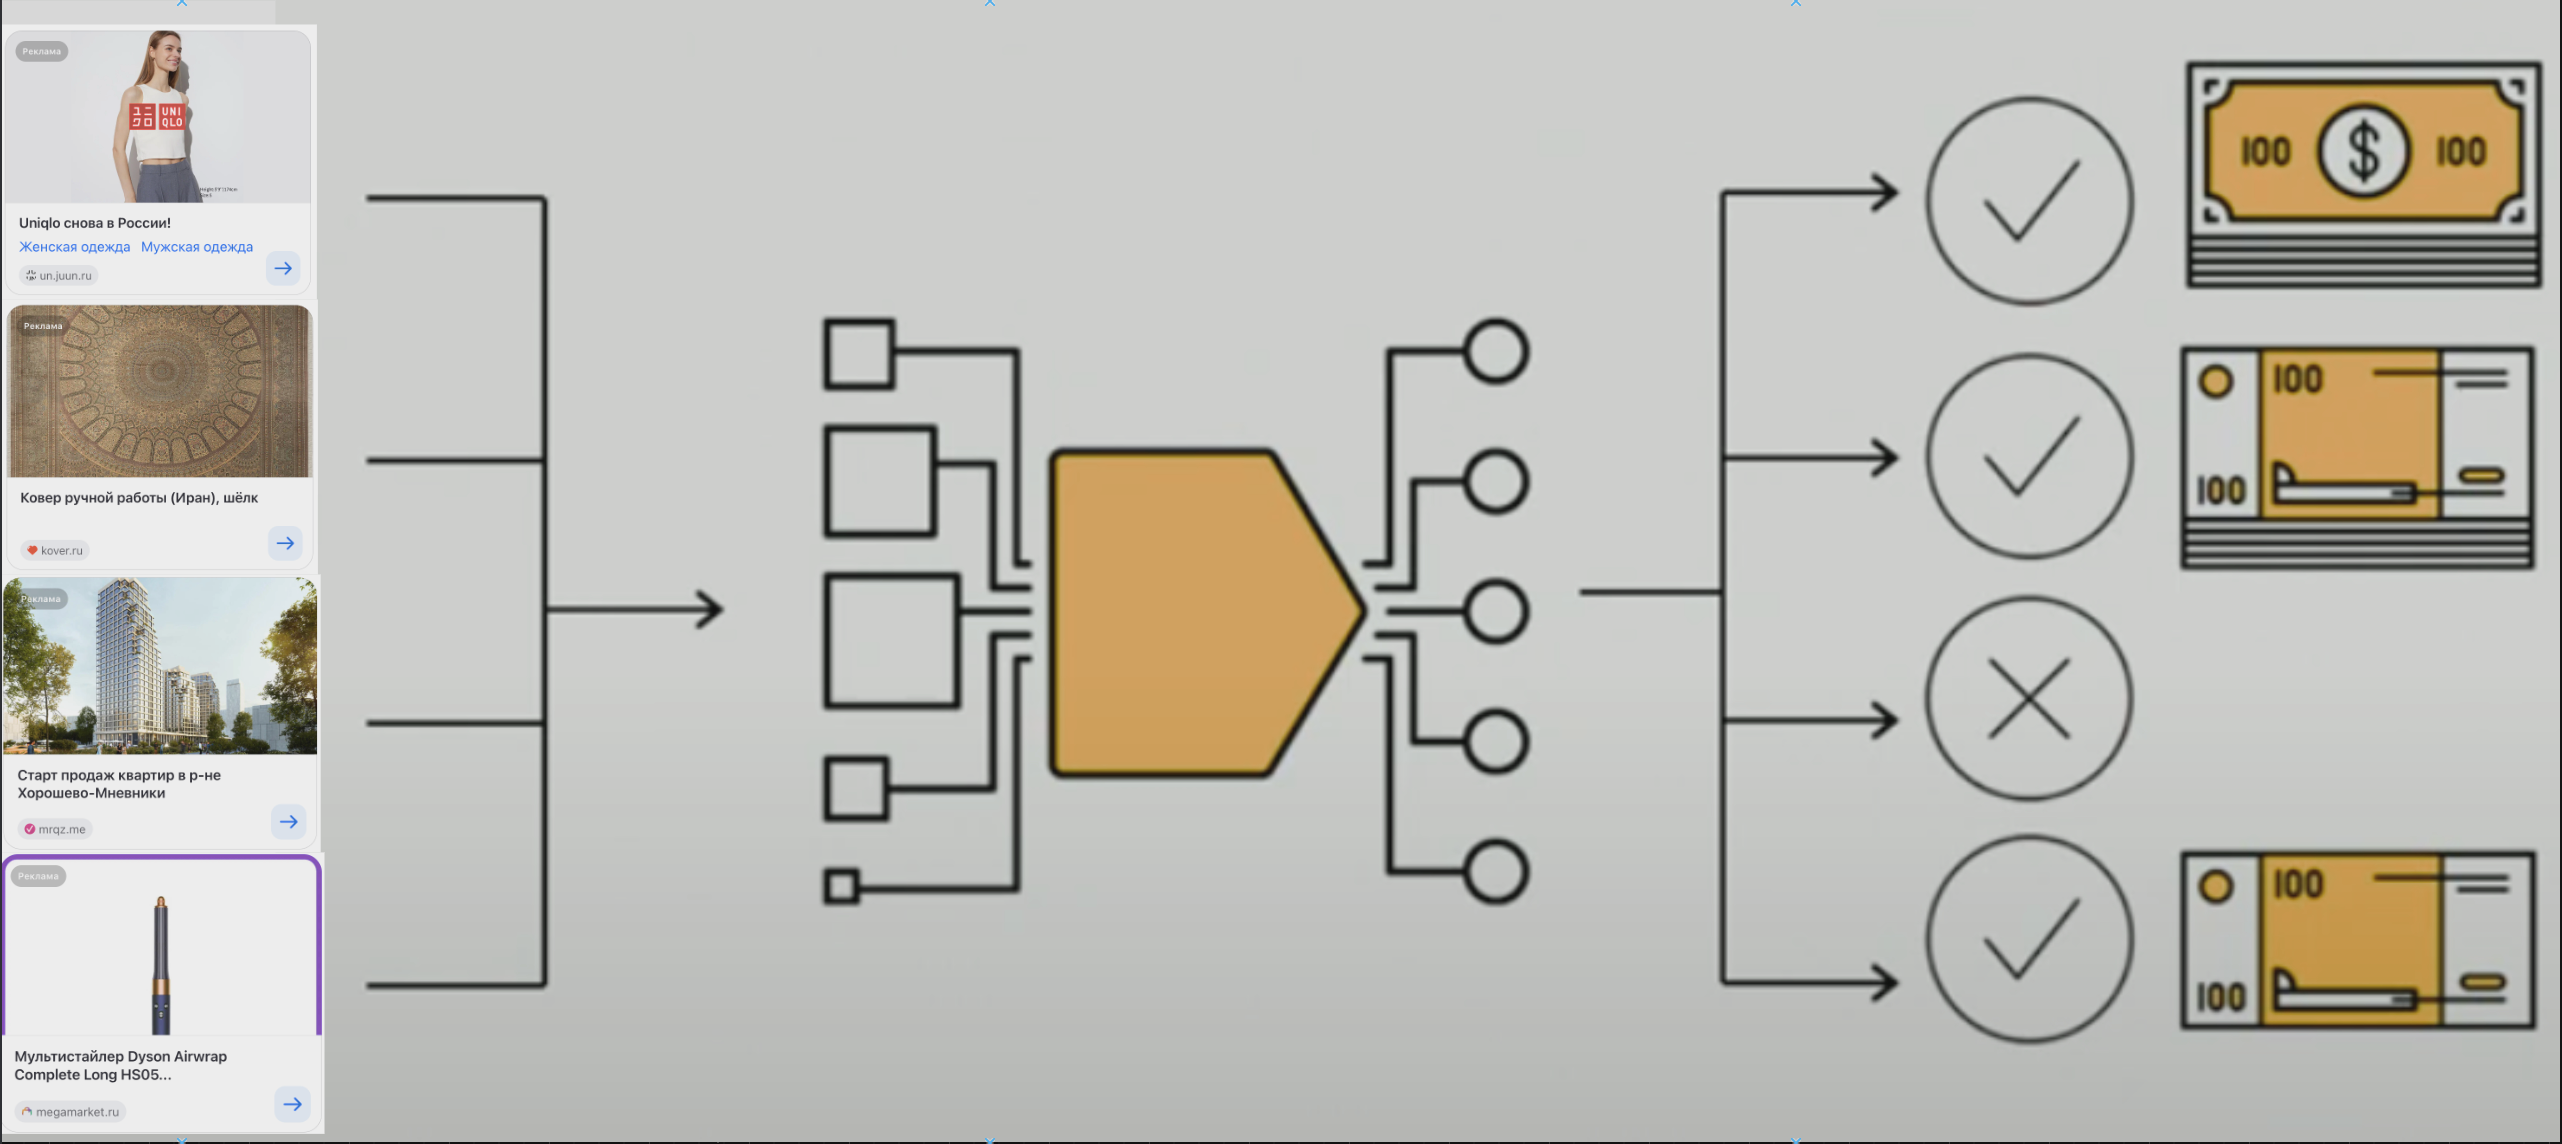 Реклама
UNI
QLO
Uniqlo снова в России!
Женская одежда Мужская одежда
un.juun.ru
Реклама
Ковер ручной работы (Иран), шёлк
kover.ru
Реклама
Старт продаж квартир в р-не
Хорошево-Мневники
mrqz.me
Реклама
Мультистайлер Dyson Airwrap
Complete Long HS05...
megamarket.ru
100 $ 100
100
100
100
100